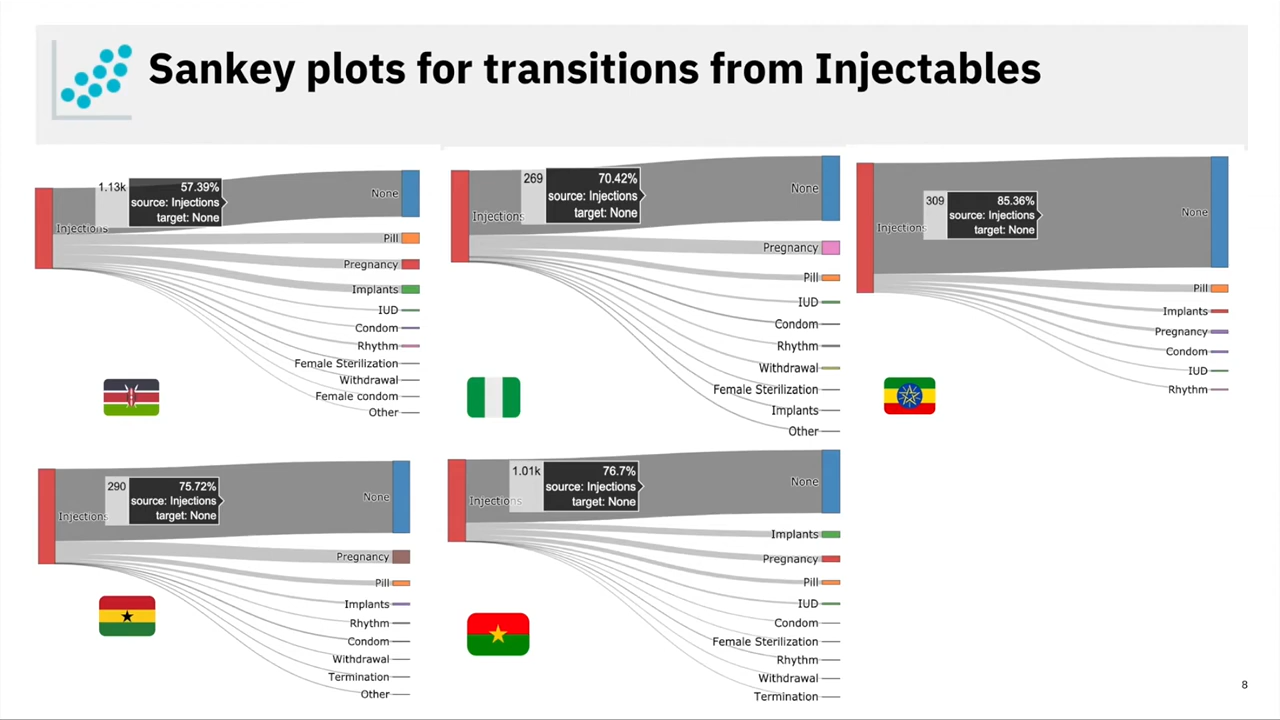 Sankey plots for transitions from Injectables
1.13k
57.39%
source: Injections
target: None
Injections
None
Pill
Pregnancy
Implants
IUD
Condom
Rhythm
Female Sterilization
Withdrawal
Female condom
Other
269
70.42%
source: Injections
target: None
Injections
None
Pregnancy
Pill
IUD
Condom
Rhythm
Withdrawal
Female Sterilization
Implants
Other
309
85.36%
source: Injections
target: None
Injections
None
Pill
Implants
Pregnancy
Condom
IUD
Rhythm
290
75.72%
source: Injections
target: None
Injections
None
Pregnancy
Pill
Implants
Rhythm
Condom
Withdrawal
Termination
Other
1.01k
76.7%
source: Injections
target: None
Injections
None
Implants
Pregnancy
Pill
IUD
Condom
Female Sterilization
Rhythm
Withdrawal
Termination
8